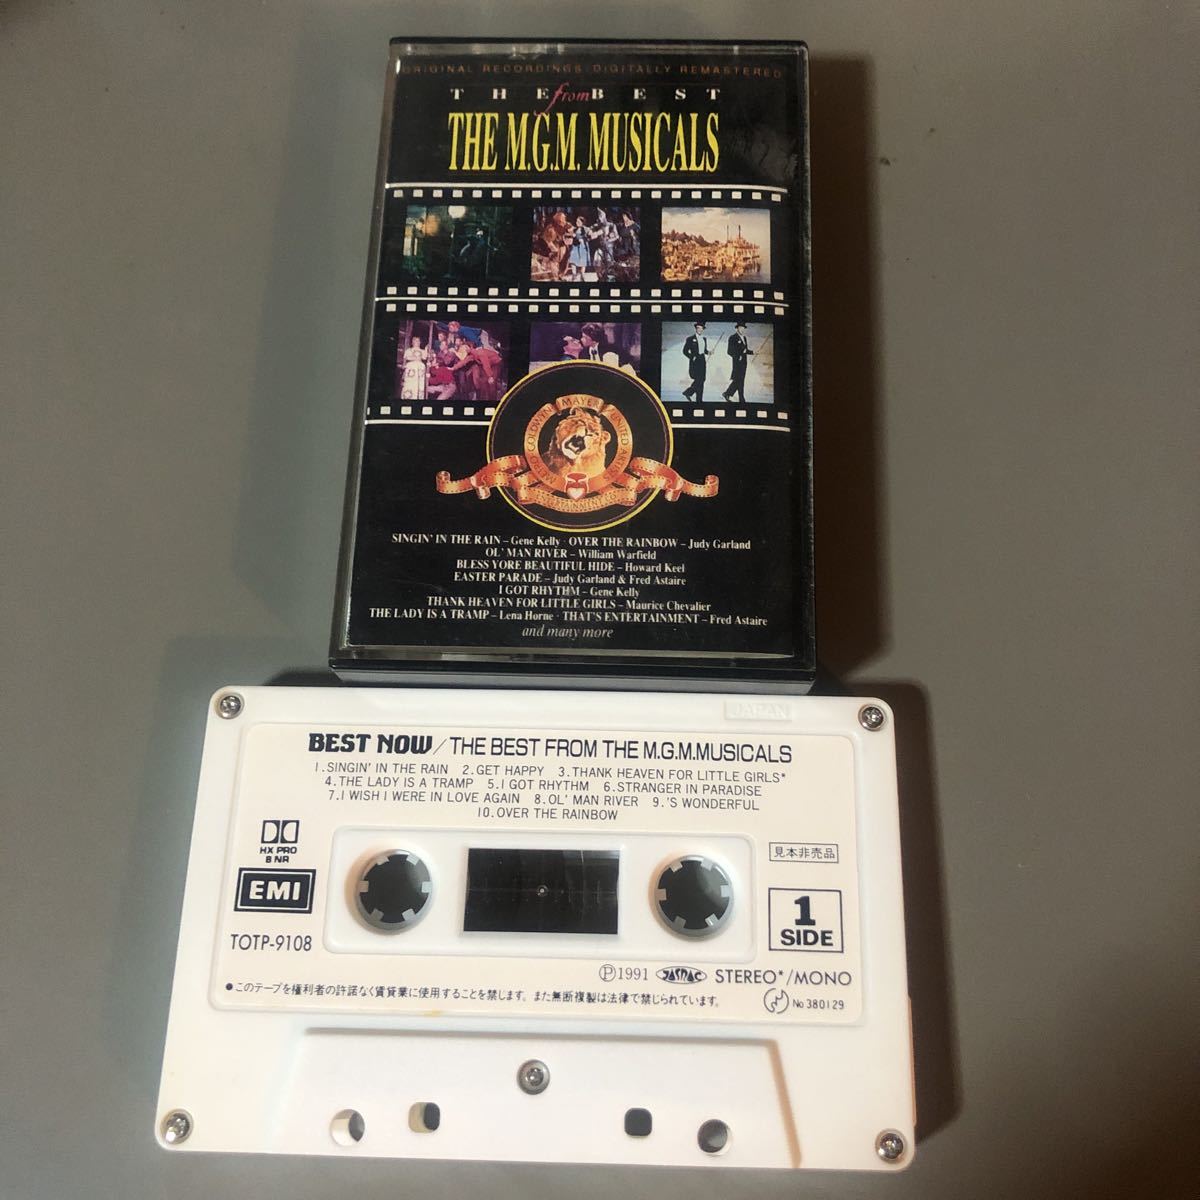 ORIGINAL RECORDINGS · DIGITALLY REMASTERED
THE from BEST
THE M.G.M. MUSICALS
METRO GOLDWYN MAYER UNITED ARTISTS
ENTERTAINMENT CO.
SINGIN' IN THE RAIN – Gene Kelly · OVER THE RAINBOW – Judy Garland
OL' MAN RIVER – William Warfield
BLESS YORE BEAUTIFUL HIDE – Howard Keel
EASTER PARADE – Judy Garland & Fred Astaire
I GOT RHYTHM – Gene Kelly
THANK HEAVEN FOR LITTLE GIRLS – Maurice Chevalier
THE LADY IS A TRAMP – Lena Horne · THAT'S ENTERTAINMENT – Fred Astaire
and many more
JAPAN
BEST NOW / THE BEST FROM THE M.G.M.MUSICALS
1.SINGIN' IN THE RAIN 2.GET HAPPY 3.THANK HEAVEN FOR LITTLE GIRLS*
4.THE LADY IS A TRAMP 5.I GOT RHYTHM 6.STRANGER IN PARADISE
7.I WISH I WERE IN LOVE AGAIN 8.OL' MAN RIVER 9.'S WONDERFUL
10.OVER THE RAINBOW
HX PRO
B NR
EMI
TOTP-9108
見本非売品
1
SIDE
Ⓟ1991 JASRAC STEREO*/MONO
●このテープを権利者の許諾なく賃貸業に使用することを禁じます。また無断複製は法律で禁じられています。
No 380129